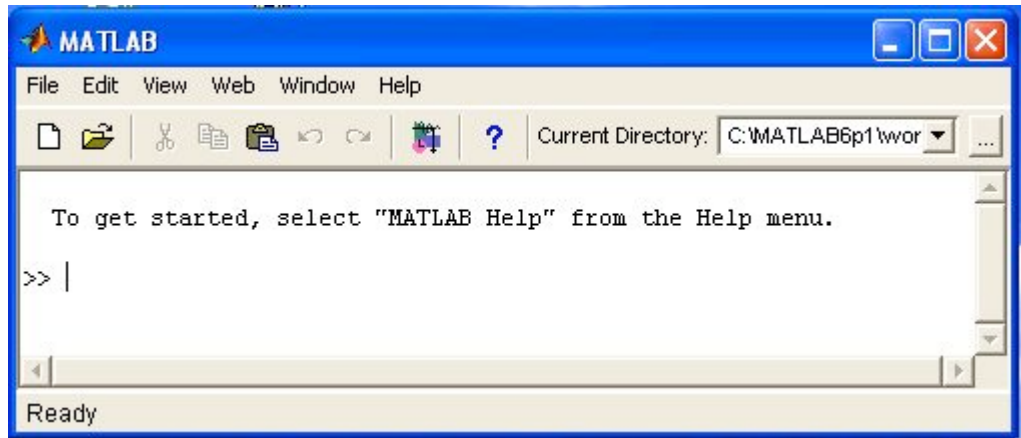 MATLAB
File Edit View Web Window Help
? Current Directory: C:\MATLAB6p1\wor ...
To get started, select "MATLAB Help" from the Help menu.
>>
Ready